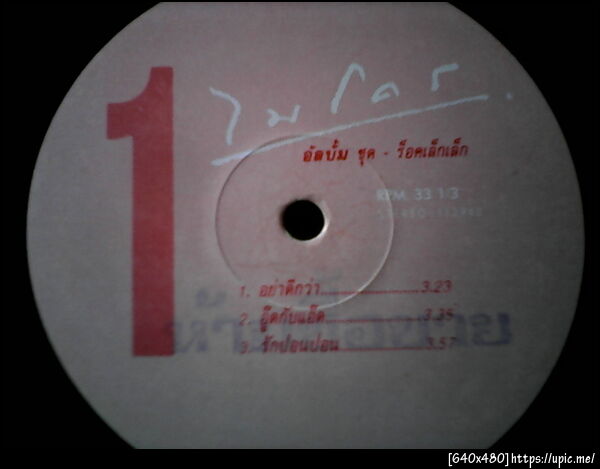 1
ไมโคร
อัลบั้ม ชุด - ร็อคเล็กเล็ก
RPM. 33 1/3
STEREO
1. อย่าดีกว่า 3.23
2. อู๊ดกับแอ๊ด 3.35
3. รักปอนปอน 3.57
[640x480]https://upic.me/